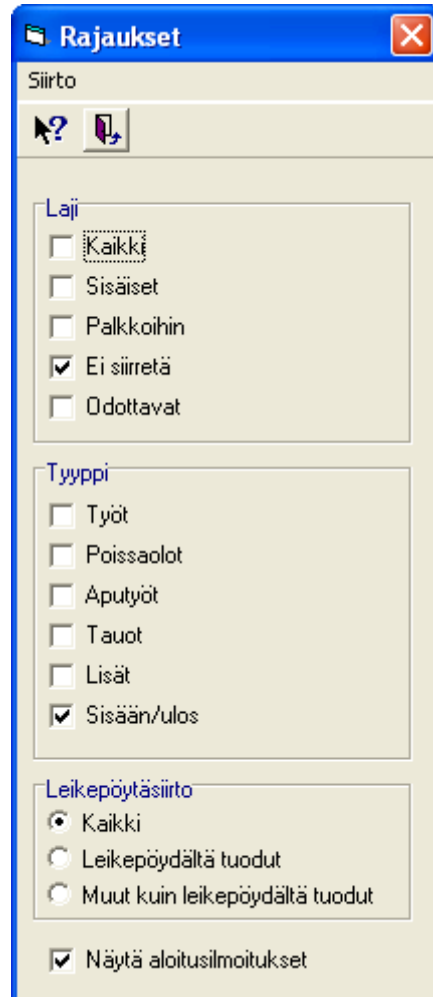 Rajaukset
Siirto
Laji
Kaikki
Sisäiset
Palkkoihin
Ei siirretä
Odottavat
Tyyppi
Työt
Poissaolot
Aputyöt
Tauot
Lisät
Sisään/ulos
Leikepöytäsiirto
Kaikki
Leikepöydältä tuodut
Muut kuin leikepöydältä tuodut
Näytä aloitusilmoitukset